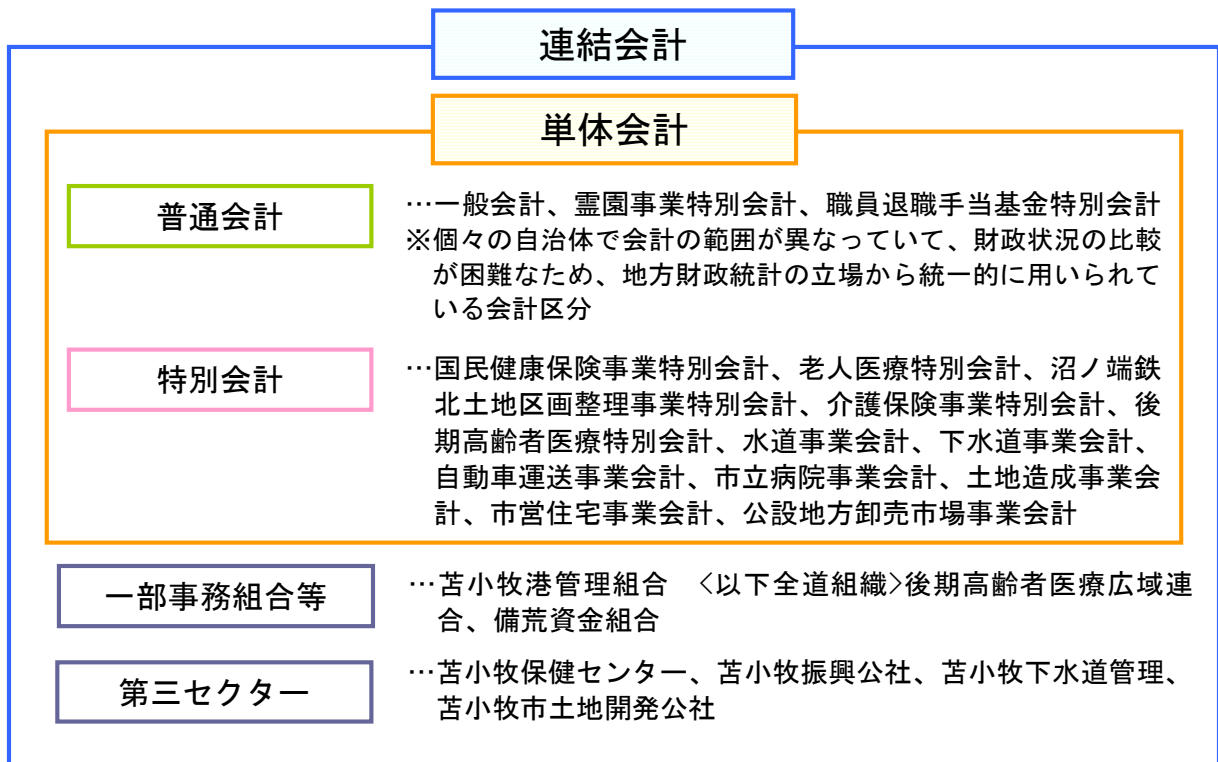 連結会計
単体会計
普通会計
…一般会計、霊園事業特別会計、職員退職手当基金特別会計
※個々の自治体で会計の範囲が異なっていて、財政状況の比較
が困難なため、地方財政統計の立場から統一的に用いられて
いる会計区分
特別会計
…国民健康保険事業特別会計、老人医療特別会計、沼ノ端鉄
北土地区画整理事業特別会計、介護保険事業特別会計、後
期高齢者医療特別会計、水道事業会計、下水道事業会計、
自動車運送事業会計、市立病院事業会計、土地造成事業会
計、市営住宅事業会計、公設地方卸売市場事業会計
一部事務組合等
…苫小牧港管理組合　〈以下全道組織〉後期高齢者医療広域連
合、備荒資金組合
第三セクター
…苫小牧保健センター、苫小牧振興公社、苫小牧下水道管理、
苫小牧市土地開発公社